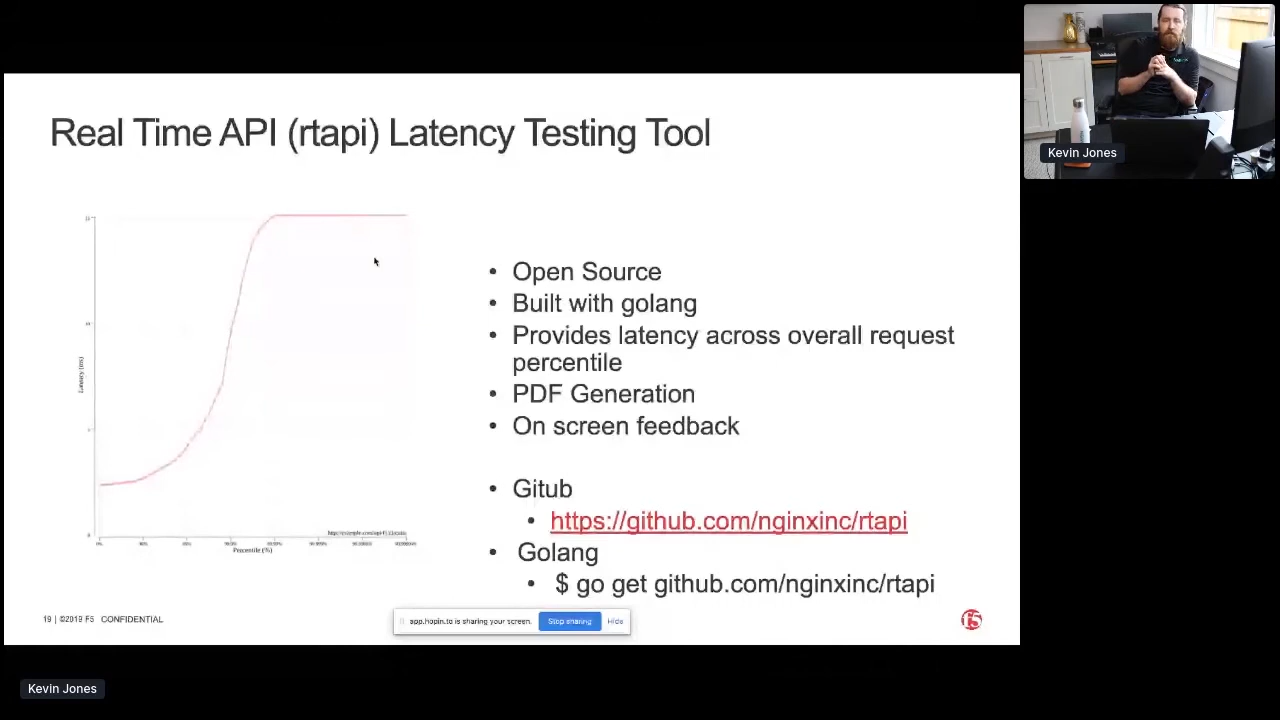 Kevin Jones
Real Time API (rtapi) Latency Testing Tool
Latency (ms)
Percentile (%)
• Open Source
• Built with golang
• Provides latency across overall request
percentile
• PDF Generation
• On screen feedback
• Gitub
• https://github.com/nginxinc/rtapi
• Golang
• $ go get github.com/nginxinc/rtapi
19 | ©2019 F5 CONFIDENTIAL
app.hopin.to is sharing your screen.
Stop sharing
Hide
f5
Kevin Jones